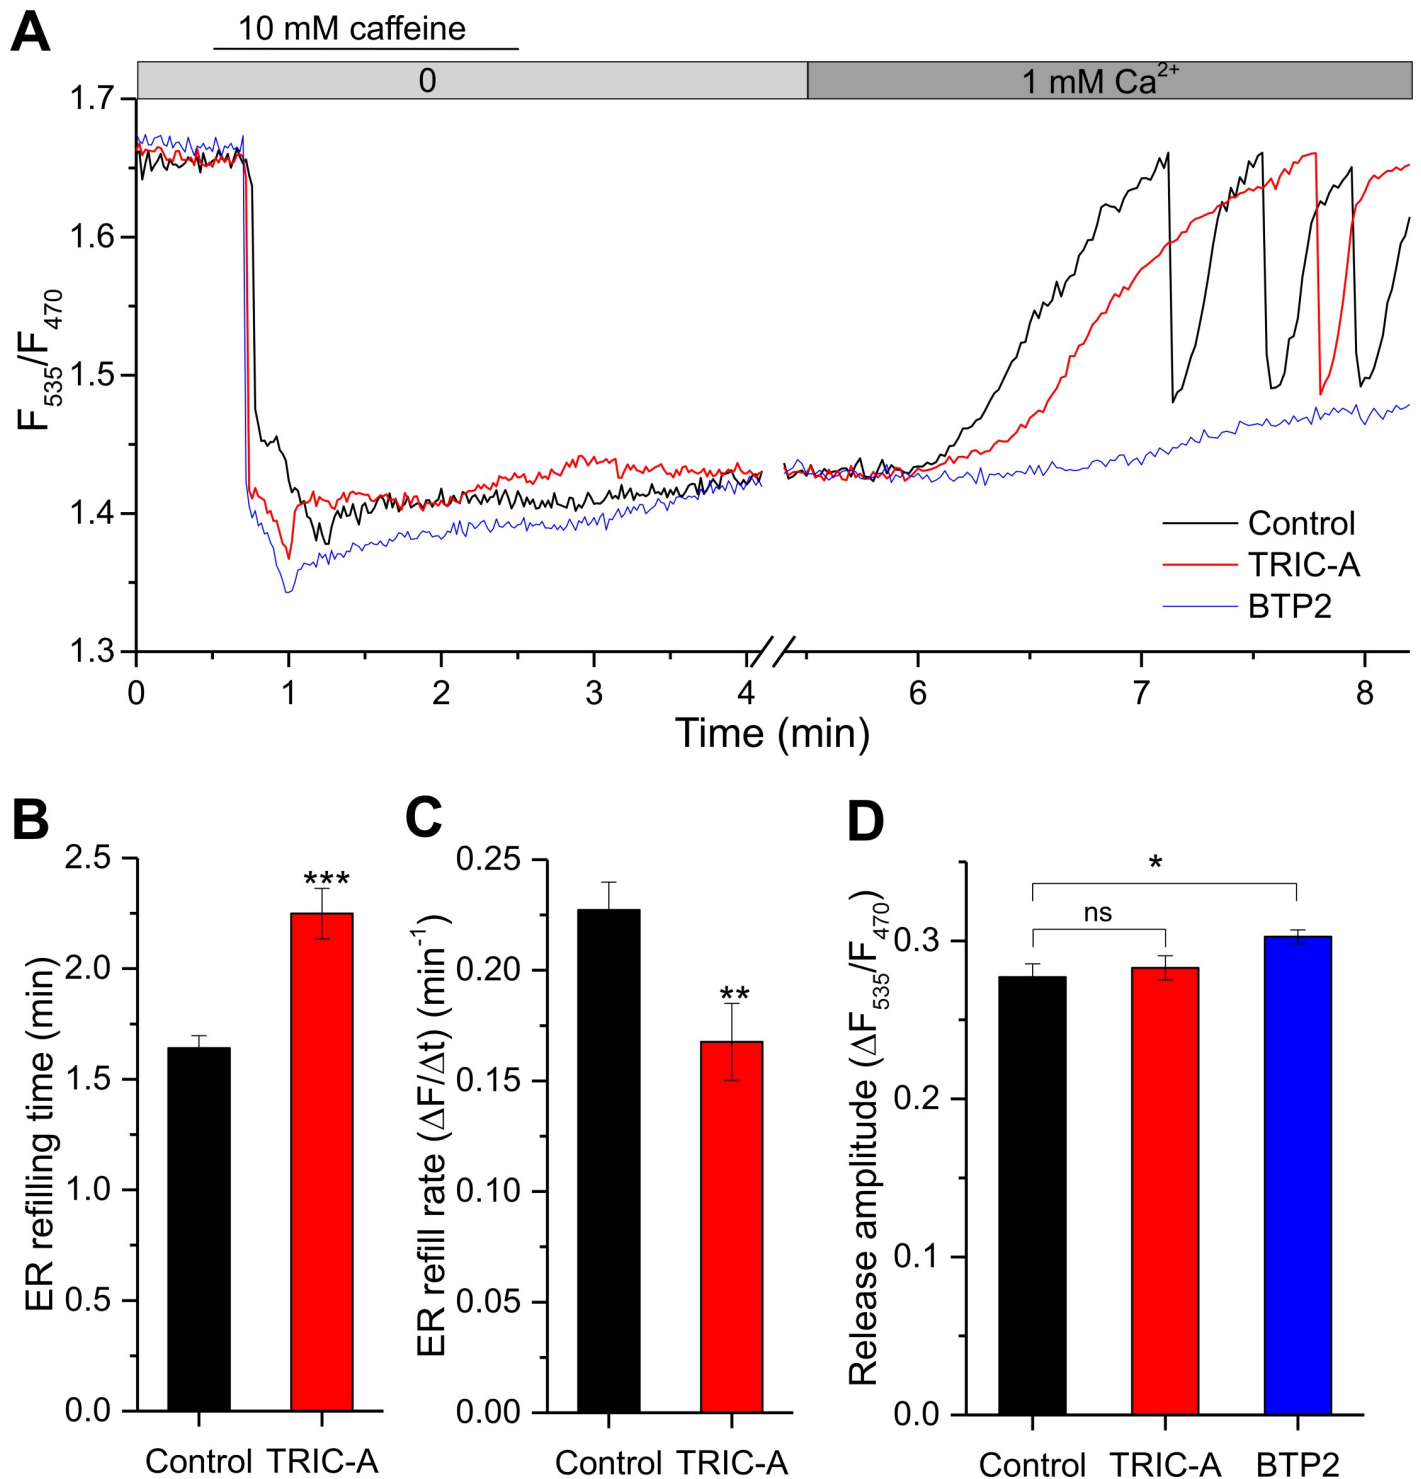 A
10 mM caffeine
0
1 mM Ca²⁺
1.7
1.6
1.5
1.4
1.3
F₅₃₅/F₄₇₀
Control
TRIC-A
BTP2
0 1 2 3 4 6 7 8
Time (min)
B
ER refilling time (min)
2.5
2.0
1.5
1.0
0.5
0.0
***
Control TRIC-A
C
ER refill rate (ΔF/Δt) (min⁻¹)
0.25
0.20
0.15
0.10
0.05
0.00
**
Control TRIC-A
D
Release amplitude (ΔF₅₃₅/F₄₇₀)
0.3
0.2
0.1
0.0
*
ns
Control TRIC-A BTP2